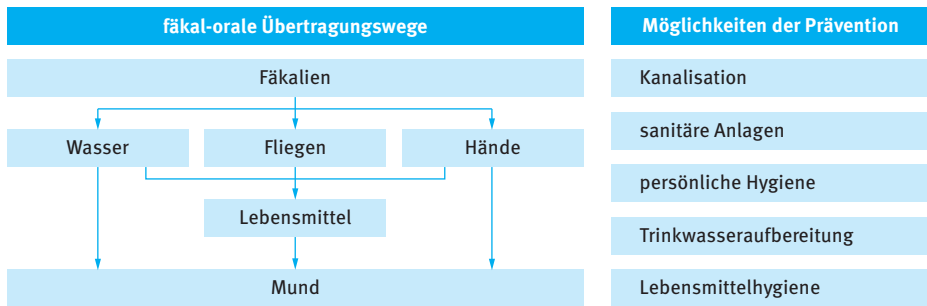 fäkal-orale Übertragungswege
Fäkalien
Wasser
Fliegen
Hände
Lebensmittel
Mund
Möglichkeiten der Prävention
Kanalisation
sanitäre Anlagen
persönliche Hygiene
Trinkwasseraufbereitung
Lebensmittelhygiene